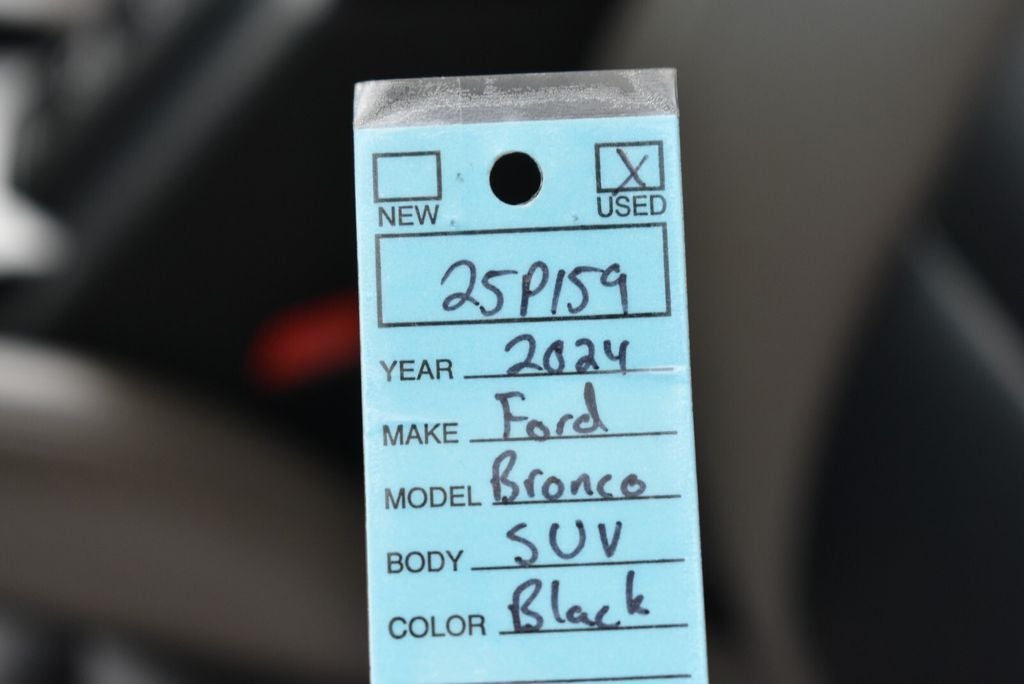 X
NEW USED
25P159
YEAR 2024
MAKE Ford
MODEL Bronco
BODY SUV
COLOR Black